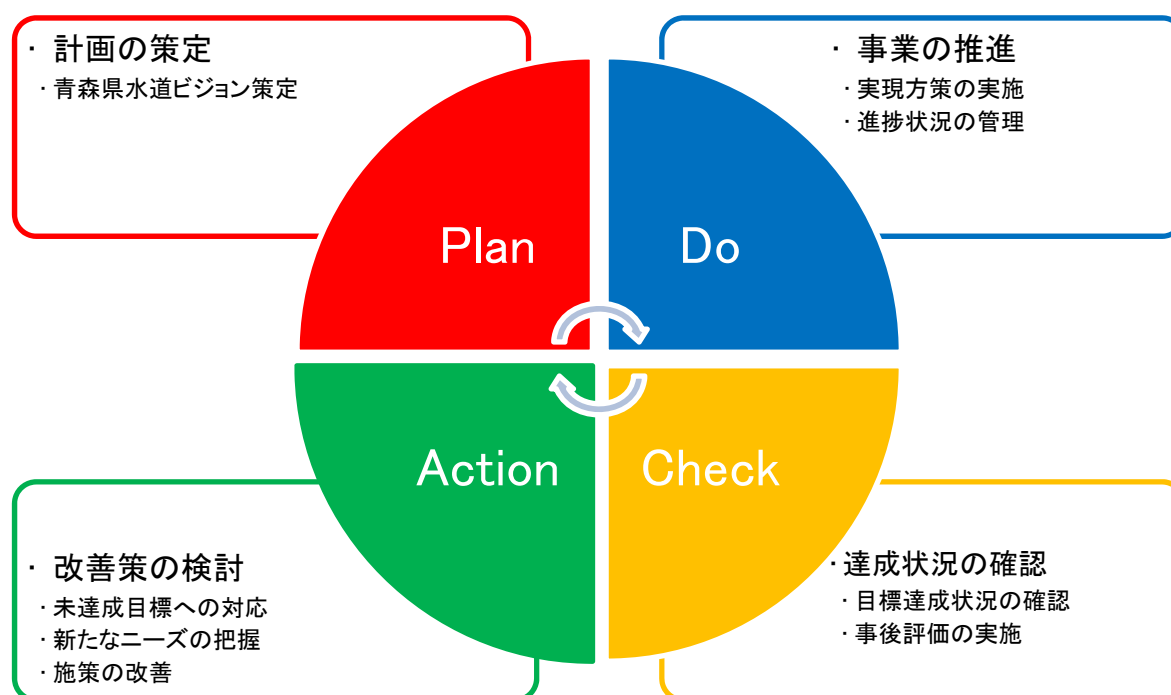 ・ 計画の策定
・青森県水道ビジョン策定
・ 事業の推進
・実現方策の実施
・進捗状況の管理
Plan
Do
Action
Check
・ 改善策の検討
・未達成目標への対応
・新たなニーズの把握
・施策の改善
・達成状況の確認
・目標達成状況の確認
・事後評価の実施